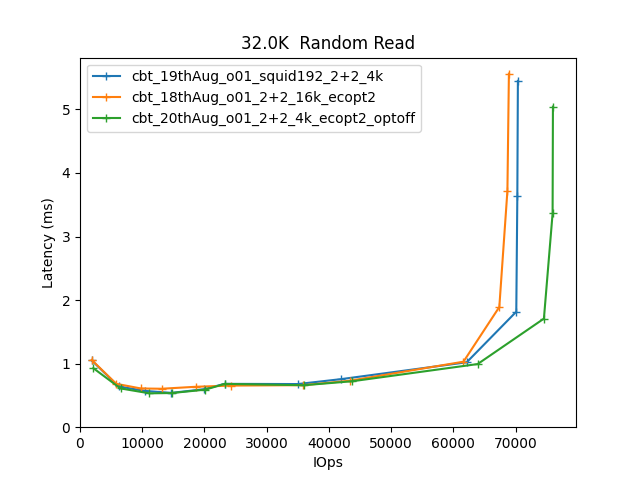 32.0K  Random Read
cbt_19thAug_o01_squid192_2+2_4k
cbt_18thAug_o01_2+2_16k_ecopt2
cbt_20thAug_o01_2+2_4k_ecopt2_optoff
Latency (ms)
5
4
3
2
1
0
0 10000 20000 30000 40000 50000 60000 70000
IOps